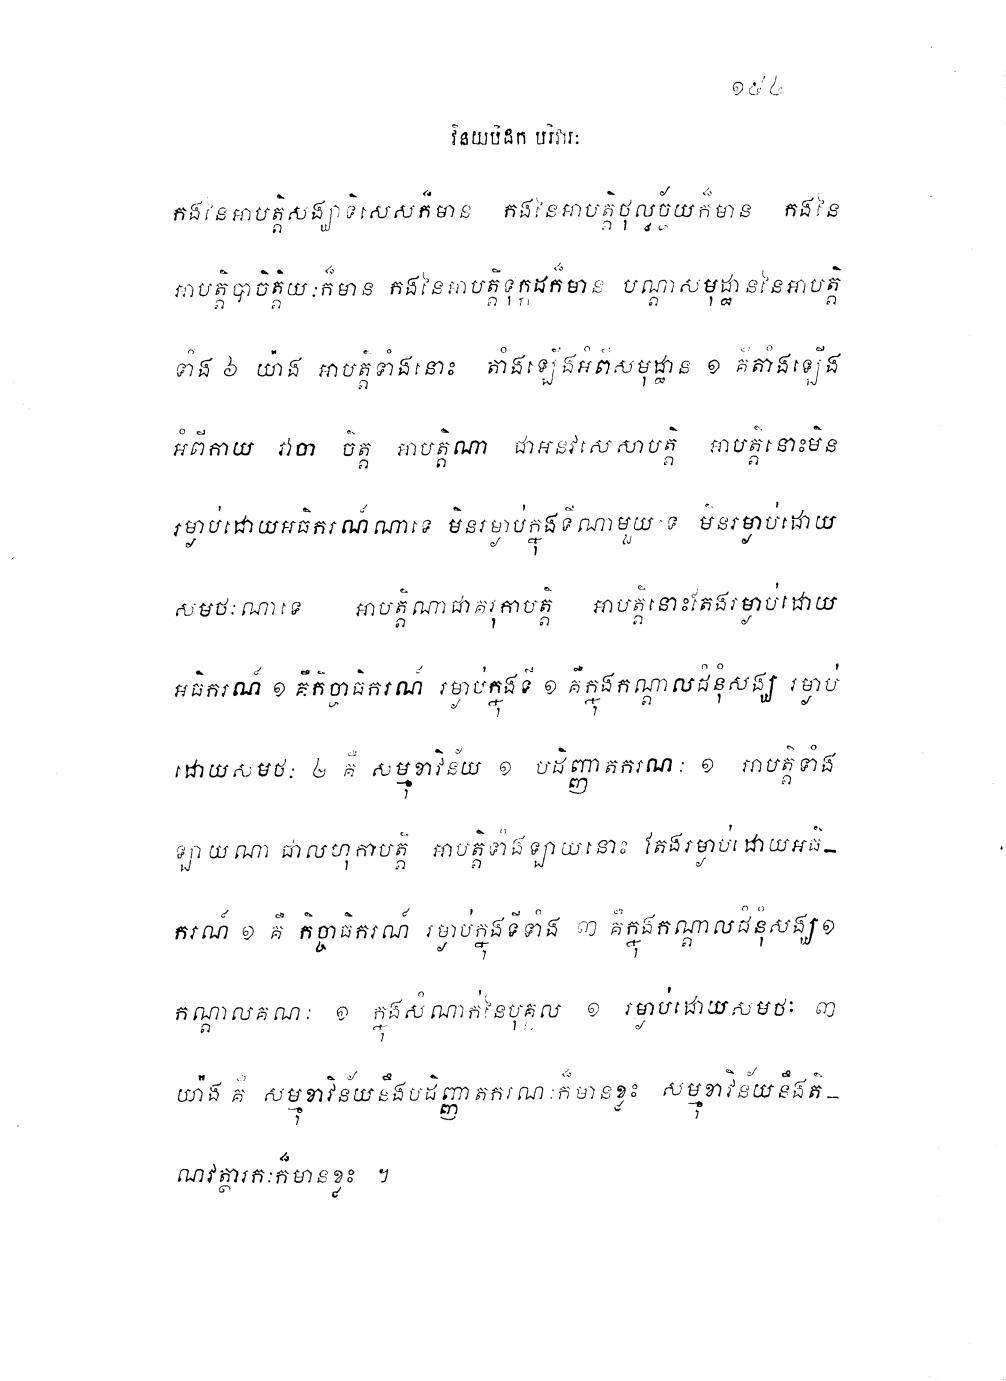 ១៥៤
វិនយបិដក បរិវារៈ
កងនៃអាបត្តិសង្ឃាទិសេសក៏មាន កងនៃអាបត្តិថុល្លច្ច័យក៏មាន កងនៃ
អាបត្តិបាចិត្តិយៈក៏មាន កងនៃអាបត្តិទុក្កដក៏មាន បណ្តាសមុដ្ឋាននៃអាបត្តិ
ទាំង ៦ យ៉ាង អាបត្តិទាំងនោះ តាំងឡើងអំពីសមុដ្ឋាន ១ គឺតាំងឡើង
អំពីកាយ វាចា ចិត្ត អាបត្តិណា ជាអនវសេសាបត្តិ អាបត្តិនោះមិន
រម្ងាប់ដោយអធិករណ៍ណាទេ មិនរម្ងាប់ក្នុងទីណាមួយទេ មិនរម្ងាប់ដោយ
សមថៈណាទេ អាបត្តិណាជាគរុកាបត្តិ អាបត្តិនោះតែងរម្ងាប់ដោយ
អធិករណ៍ ១ គឺកិច្ចាធិករណ៍ រម្ងាប់ក្នុងទី ១ គឺក្នុងកណ្តាលជំនុំសង្ឃ រម្ងាប់
ដោយសមថៈ ២ គឺ សម្មុខាវិន័យ ១ បដិញ្ញាតករណៈ ១ អាបត្តិទាំង
ឡាយណា ជាលហុកាបត្តិ អាបត្តិទាំងឡាយនោះ តែងរម្ងាប់ដោយអធិ–
ករណ៍ ១ គឺ កិច្ចាធិករណ៍ រម្ងាប់ក្នុងទីទាំង ៣ គឺក្នុងកណ្តាលជំនុំសង្ឃ ១
កណ្តាលគណៈ ១ ក្នុងសំណាក់នៃបុគ្គល ១ រម្ងាប់ដោយសមថៈ ៣
យ៉ាង គឺ សម្មុខាវិន័យនឹងបដិញ្ញាតករណៈក៏មានខ្លះ សម្មុខាវិន័យនឹងតិ–
ណវត្ថារកៈក៏មានខ្លះ ។